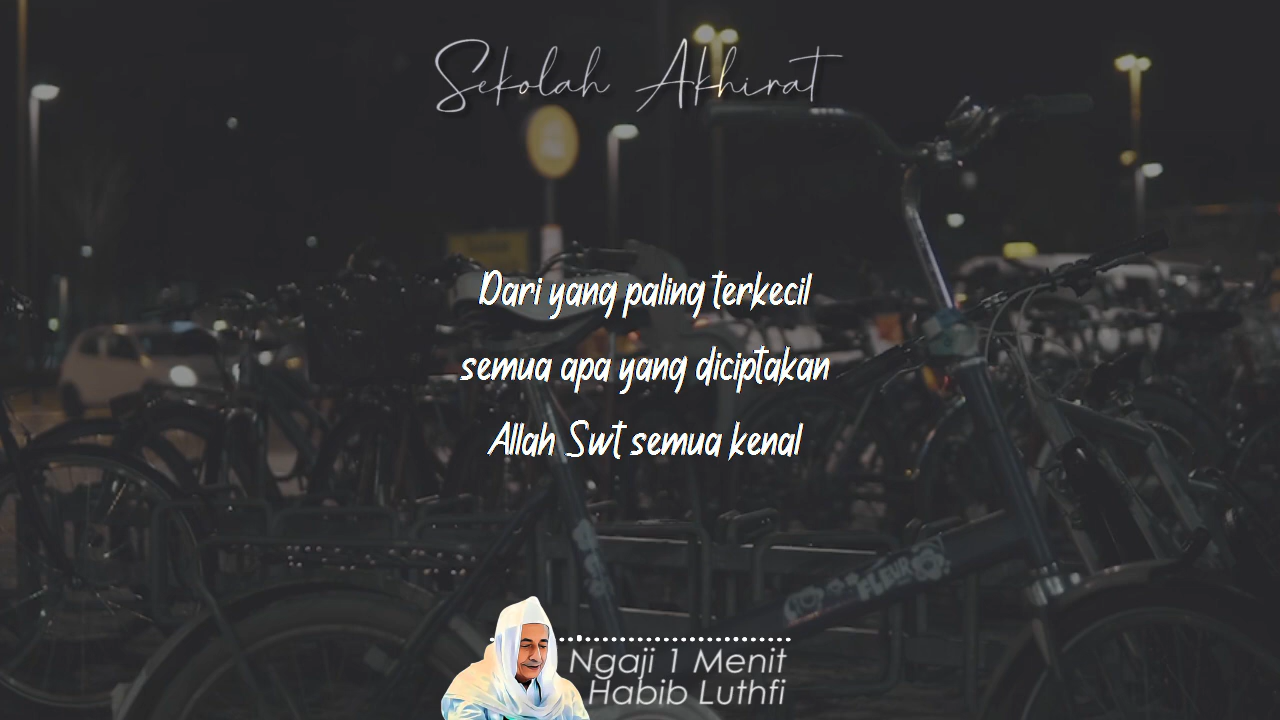 Sekolah Akhirat
Dari yang paling terkecil
semua apa yang diciptakan
Allah Swt semua kenal
FLEUR
Ngaji 1 Menit
Habib Luthfi